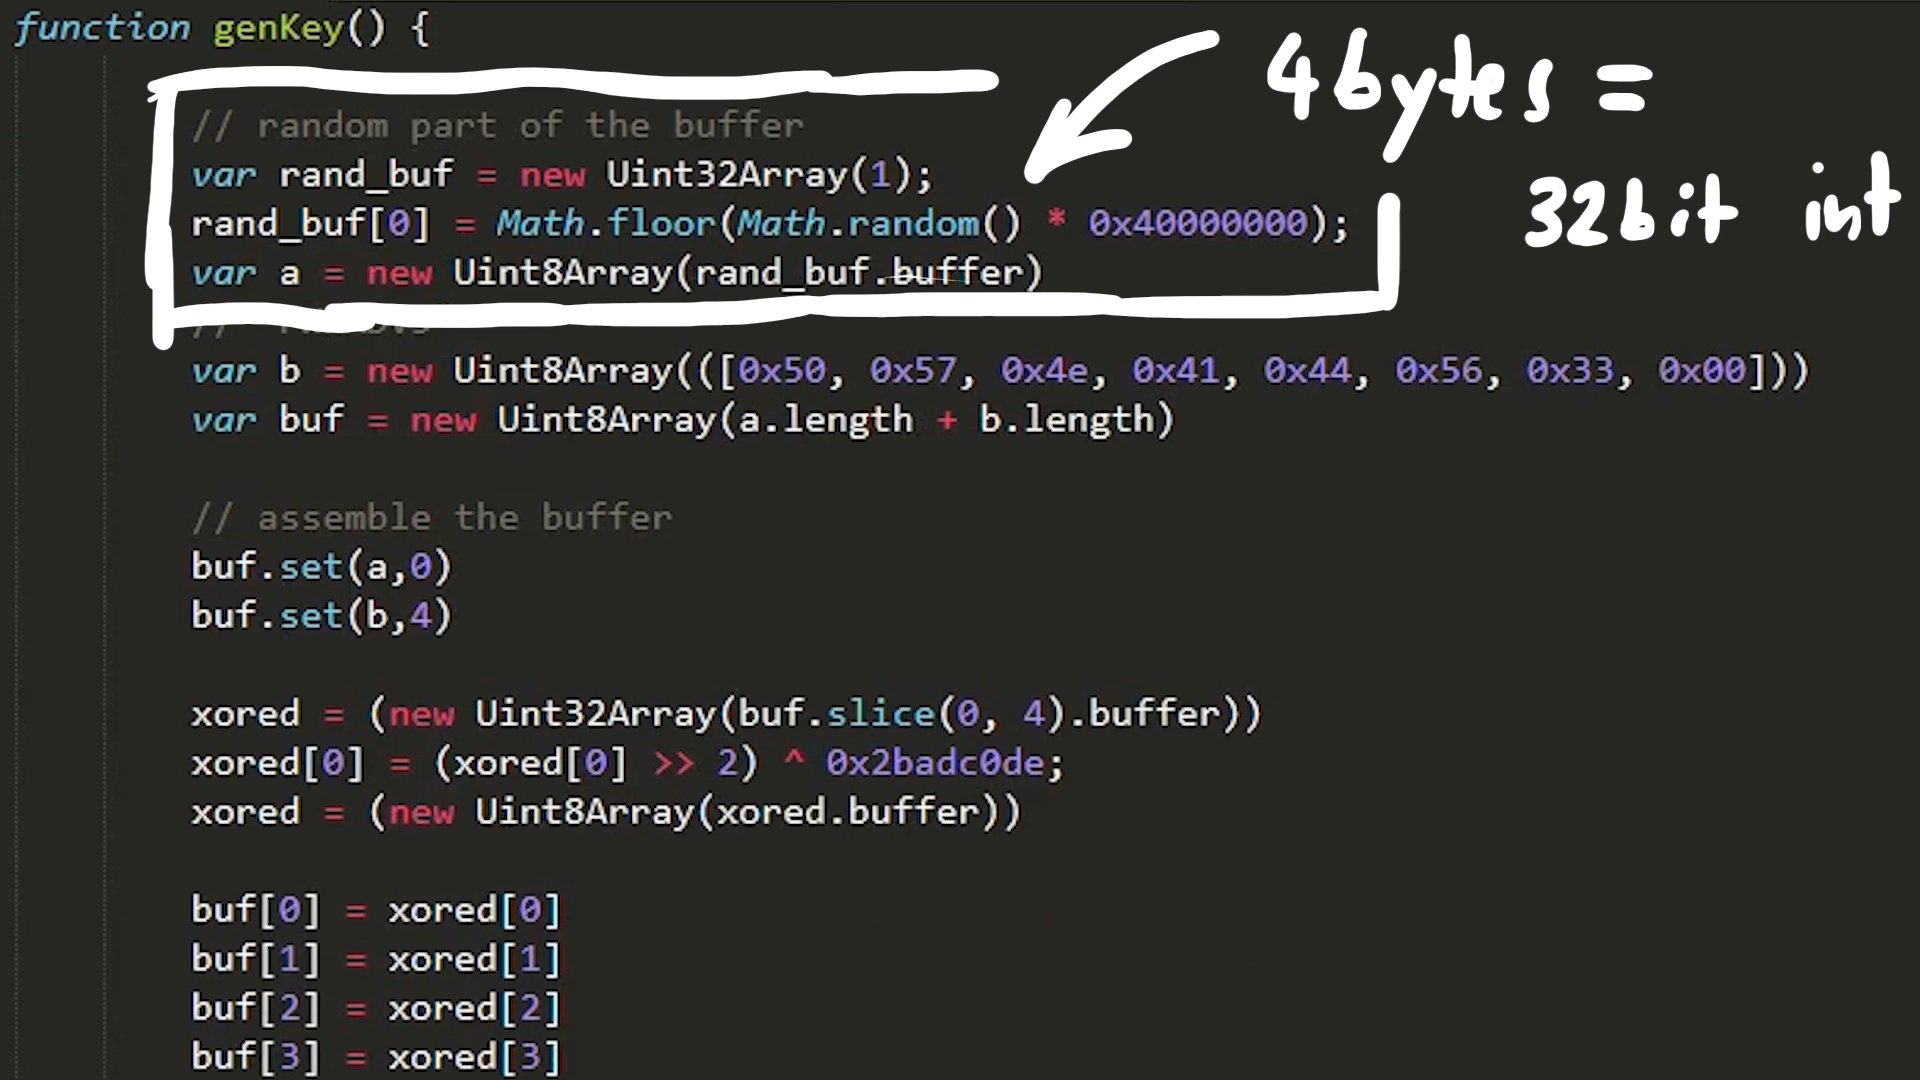 function genKey() {
4 bytes =
32bit int
// random part of the buffer
var rand_buf = new Uint32Array(1);
rand_buf[0] = Math.floor(Math.random() * 0x40000000);
var a = new Uint8Array(rand_buf.buffer)
//
var b = new Uint8Array(([0x50, 0x57, 0x4e, 0x41, 0x44, 0x56, 0x33, 0x00]))
var buf = new Uint8Array(a.length + b.length)
// assemble the buffer
buf.set(a,0)
buf.set(b,4)
xored = (new Uint32Array(buf.slice(0, 4).buffer))
xored[0] = (xored[0] >> 2) ^ 0x2badc0de;
xored = (new Uint8Array(xored.buffer))
buf[0] = xored[0]
buf[1] = xored[1]
buf[2] = xored[2]
buf[3] = xored[3]